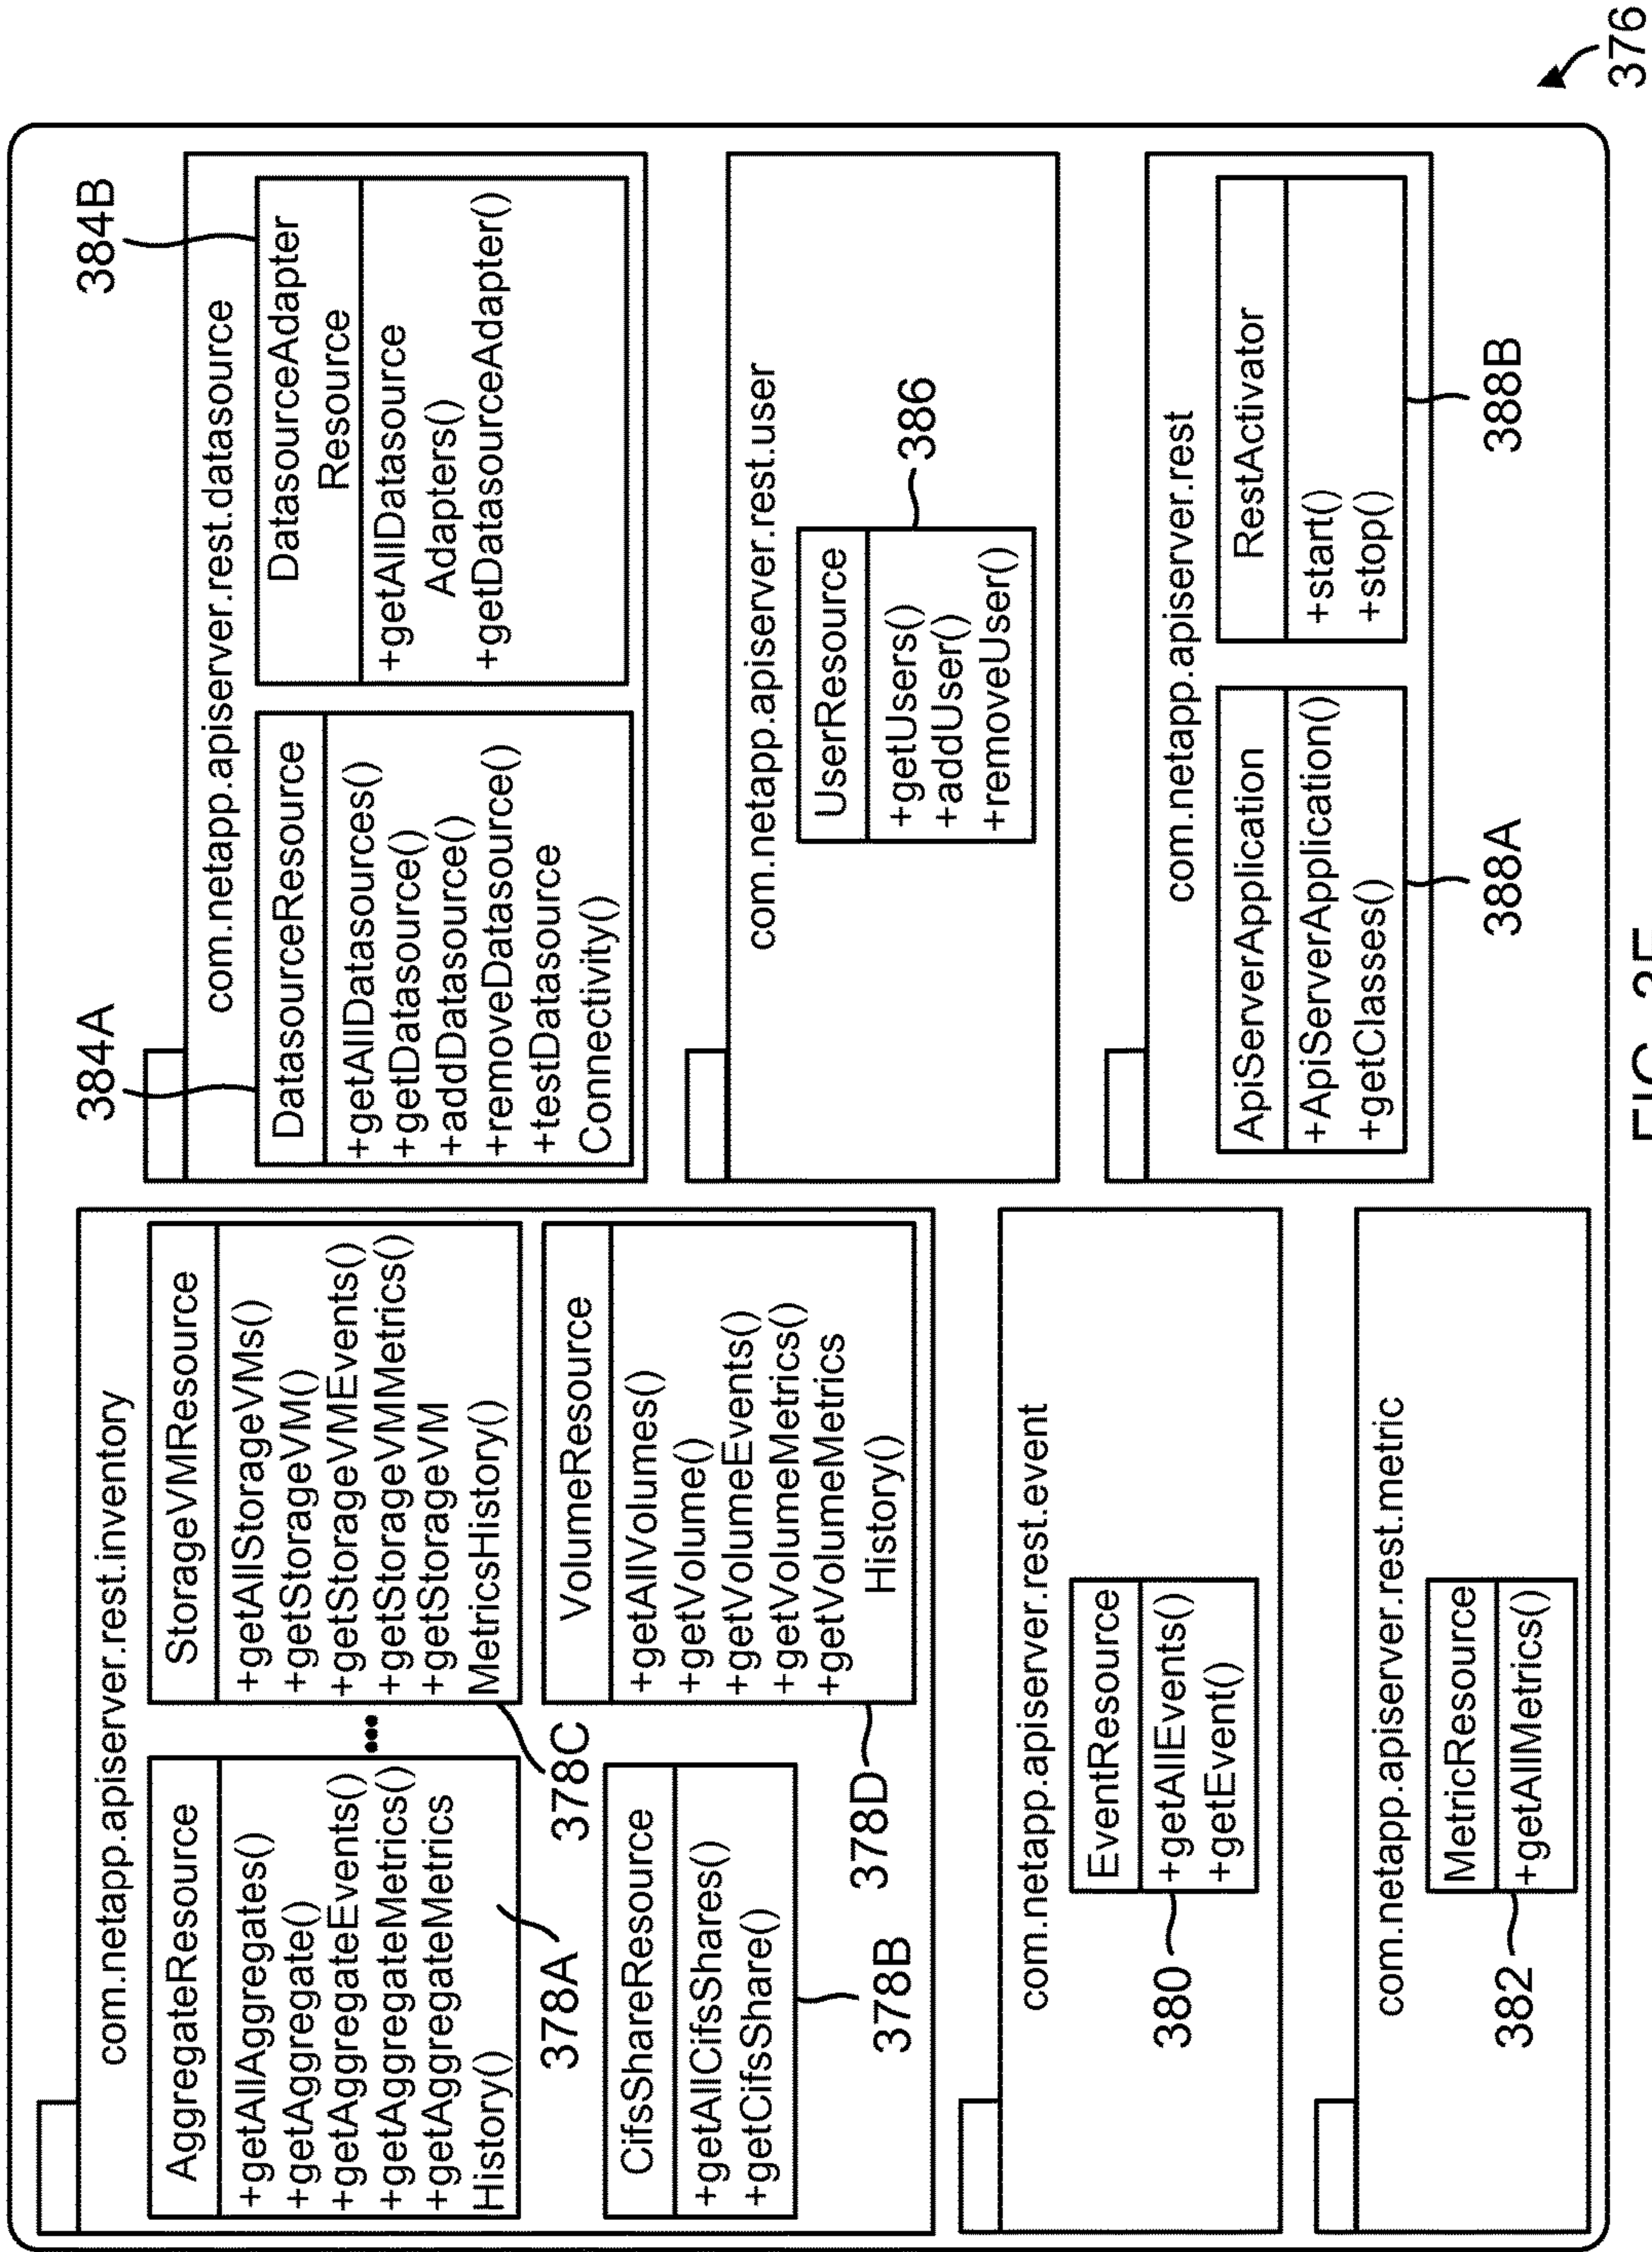 com.netapp.apiserver.rest.inventory
AggregateResource
+getAllAggregates()
+getAggregate()
+getAggregateEvents()
+getAggregateMetrics()
+getAggregateMetrics
History()
378A
StorageVMResource
+getAllStorageVMs()
+getStorageVM()
+getStorageVMEvents()
+getStorageVMMetrics()
+getStorageVM
MetricsHistory()
378C
CifsShareResource
+getAllCifsShares()
+getCifsShare()
378B
VolumeResource
+getAllVolumes()
+getVolume()
+getVolumeEvents()
+getVolumeMetrics()
+getVolumeMetrics
History()
378D
com.netapp.apiserver.rest.event
EventResource
+getAllEvents()
+getEvent()
380
com.netapp.apiserver.rest.metric
MetricResource
+getAllMetrics()
382
384A
384B
com.netapp.apiserver.rest.datasource
DatasourceResource
+getAllDatasources()
+getDatasource()
+addDatasource()
+removeDatasource()
+testDatasource
Connectivity()
DatasourceAdapter
Resource
+getAllDatasource
Adapters()
+getDatasourceAdapter()
com.netapp.apiserver.rest.user
UserResource
+getUsers()
+addUser()
+removeUser()
386
com.netapp.apiserver.rest
ApiServerApplication
+ApiServerApplication()
+getClasses()
388A
RestActivator
+start()
+stop()
388B
376
FIG.